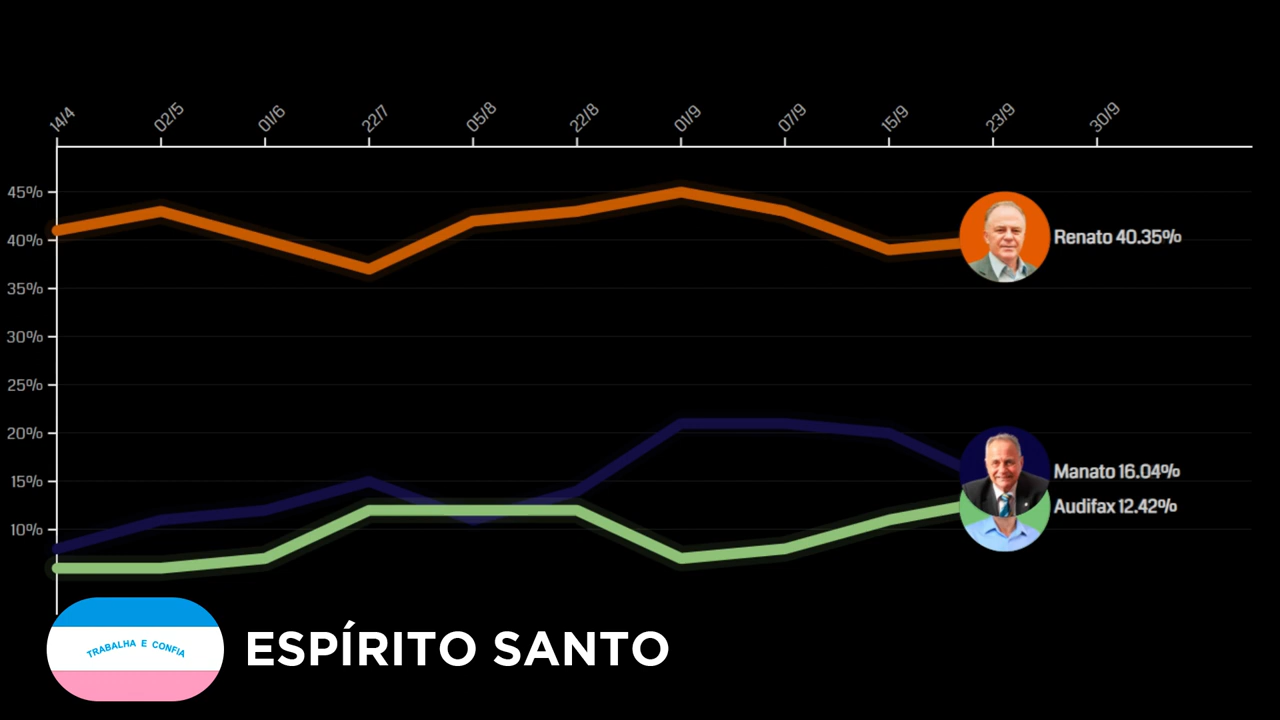 14/4 02/5 01/6 22/7 05/8 22/8 01/9 07/9 15/9 23/9 30/9
45%
40%
Renato 40.35%
35%
30%
25%
20%
15%
Manato 16.04%
Audifax 12.42%
10%
TRABALHA E CONFIA
ESPÍRITO SANTO